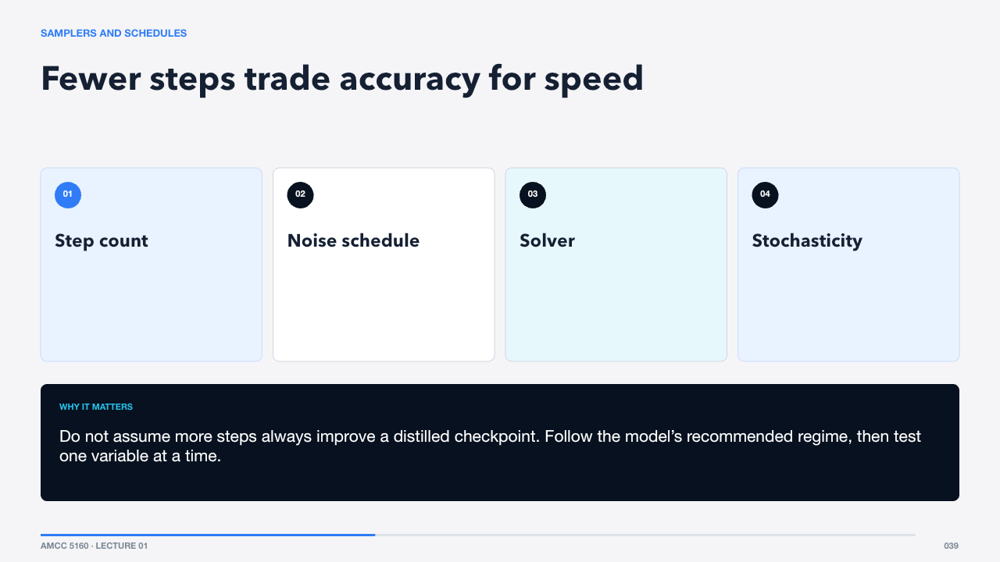 SAMPLERS AND SCHEDULES
Fewer steps trade accuracy for speed
01
Step count
02
Noise schedule
03
Solver
04
Stochasticity
WHY IT MATTERS
Do not assume more steps always improve a distilled checkpoint. Follow the model’s recommended regime, then test
one variable at a time.
AMCC 5160 · LECTURE 01
039